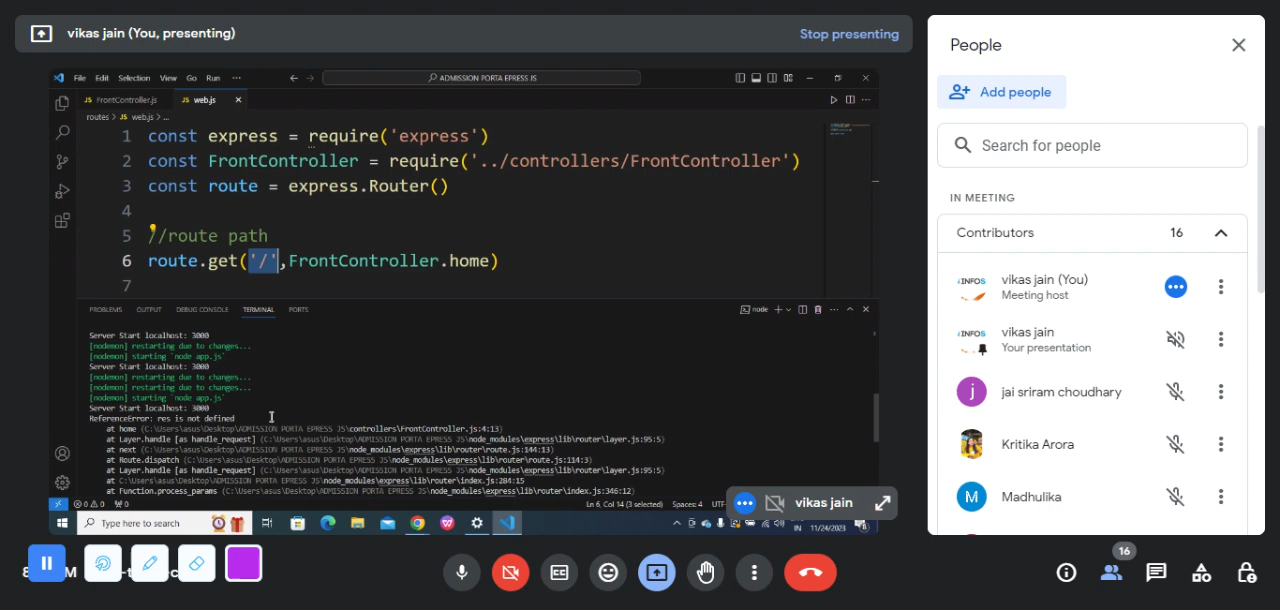 vikas jain (You, presenting)
Stop presenting
File Edit Selection View Go Run ···
ADMISSION PORTA EPRESS JS
JS FrontController.js
JS web.js
routes > JS web.js > ...
1 const express = require('express')
2 const FrontController = require('../controllers/FrontController')
3 const route = express.Router()
4
5 //route path
6 route.get('/',FrontController.home)
7
PROBLEMS OUTPUT DEBUG CONSOLE TERMINAL PORTS
node
Server Start localhost: 3000
[nodemon] restarting due to changes...
[nodemon] starting `node app.js`
Server Start localhost: 3000
[nodemon] restarting due to changes...
[nodemon] restarting due to changes...
[nodemon] starting `node app.js`
Server Start localhost: 3000
ReferenceError: res is not defined
at home (C:\Users\asus\Desktop\ADMISSION PORTA EPRESS JS\controllers\FrontController.js:4:13)
at Layer.handle [as handle_request] (C:\Users\asus\Desktop\ADMISSION PORTA EPRESS JS\node_modules\express\lib\router\layer.js:95:5)
at next (C:\Users\asus\Desktop\ADMISSION PORTA EPRESS JS\node_modules\express\lib\router\route.js:144:13)
at Route.dispatch (C:\Users\asus\Desktop\ADMISSION PORTA EPRESS JS\node_modules\express\lib\router\route.js:114:3)
at Layer.handle [as handle_request] (C:\Users\asus\Desktop\ADMISSION PORTA EPRESS JS\node_modules\express\lib\router\layer.js:95:5)
at C:\Users\asus\Desktop\ADMISSION PORTA EPRESS JS\node_modules\express\lib\router\index.js:284:15
at Function.process_params (C:\Users\asus\Desktop\ADMISSION PORTA EPRESS JS\node_modules\express\lib\router\index.js:346:12)
0 0 0
Ln 6, Col 14 (3 selected) Spaces: 4 UTF-
vikas jain
Type here to search
IN
11/24/2023
People
Add people
Search for people
IN MEETING
Contributors 16
INFOS
vikas jain (You)
Meeting host
INFOS
vikas jain
Your presentation
j
jai sriram choudhary
Kritika Arora
M
Madhulika
8
M
16